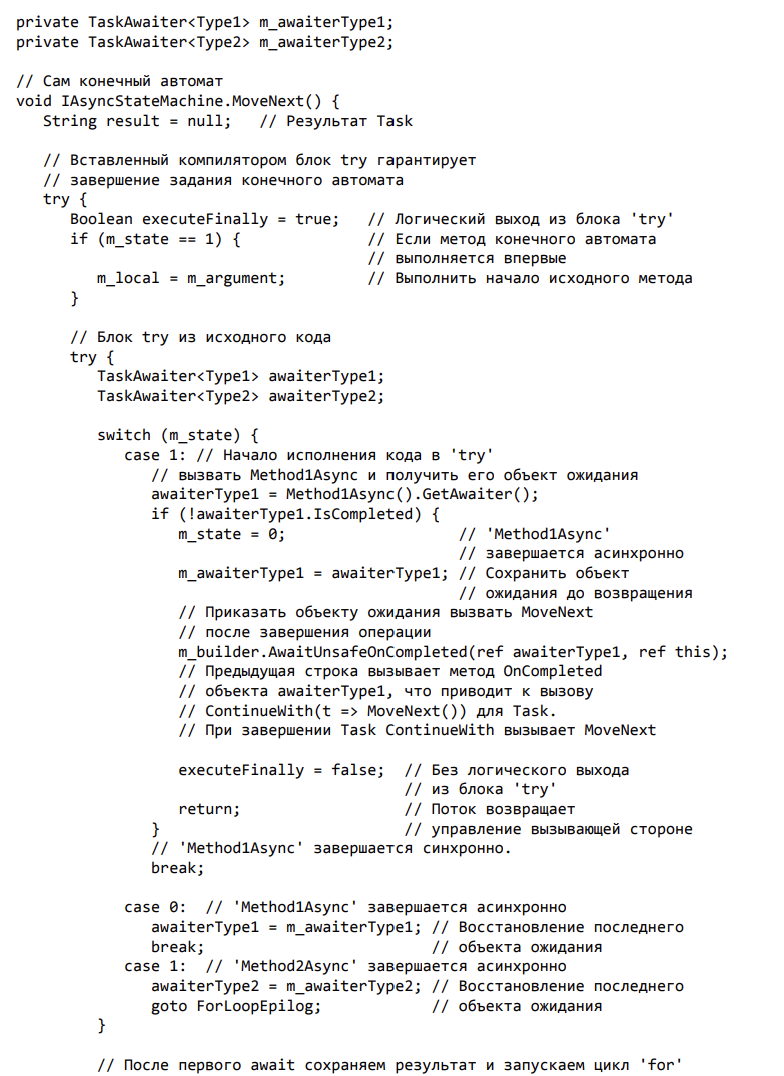 private TaskAwaiter<Type1> m_awaiterType1;
private TaskAwaiter<Type2> m_awaiterType2;

// Сам конечный автомат
void IAsyncStateMachine.MoveNext() {
   String result = null;   // Результат Task

   // Вставленный компилятором блок try гарантирует
   // завершение задания конечного автомата
   try {
      Boolean executeFinally = true;   // Логический выход из блока 'try'
      if (m_state == 1) {              // Если метод конечного автомата
                                       // выполняется впервые
         m_local = m_argument;         // Выполнить начало исходного метода
      }

      // Блок try из исходного кода
      try {
         TaskAwaiter<Type1> awaiterType1;
         TaskAwaiter<Type2> awaiterType2;

         switch (m_state) {
            case 1: // Начало исполнения кода в 'try'
               // вызвать Method1Async и получить его объект ожидания
               awaiterType1 = Method1Async().GetAwaiter();
               if (!awaiterType1.IsCompleted) {
                  m_state = 0;                   // 'Method1Async'
                                                 // завершается асинхронно
                  m_awaiterType1 = awaiterType1; // Сохранить объект
                                                 // ожидания до возвращения
                  // Приказать объекту ожидания вызвать MoveNext
                  // после завершения операции
                  m_builder.AwaitUnsafeOnCompleted(ref awaiterType1, ref this);
                  // Предыдущая строка вызывает метод OnCompleted
                  // объекта awaiterType1, что приводит к вызову
                  // ContinueWith(t => MoveNext()) для Task.
                  // При завершении Task ContinueWith вызывает MoveNext

                  executeFinally = false;  // Без логического выхода
                                           // из блока 'try'
                  return;                  // Поток возвращает
               }                           // управление вызывающей стороне
               // 'Method1Async' завершается синхронно.
               break;

            case 0:  // 'Method1Async' завершается асинхронно
               awaiterType1 = m_awaiterType1; // Восстановление последнего
               break;                         // объекта ожидания
            case 1:  // 'Method2Async' завершается асинхронно
               awaiterType2 = m_awaiterType2; // Восстановление последнего
               goto ForLoopEpilog;            // объекта ожидания
         }

         // После первого await сохраняем результат и запускаем цикл 'for'